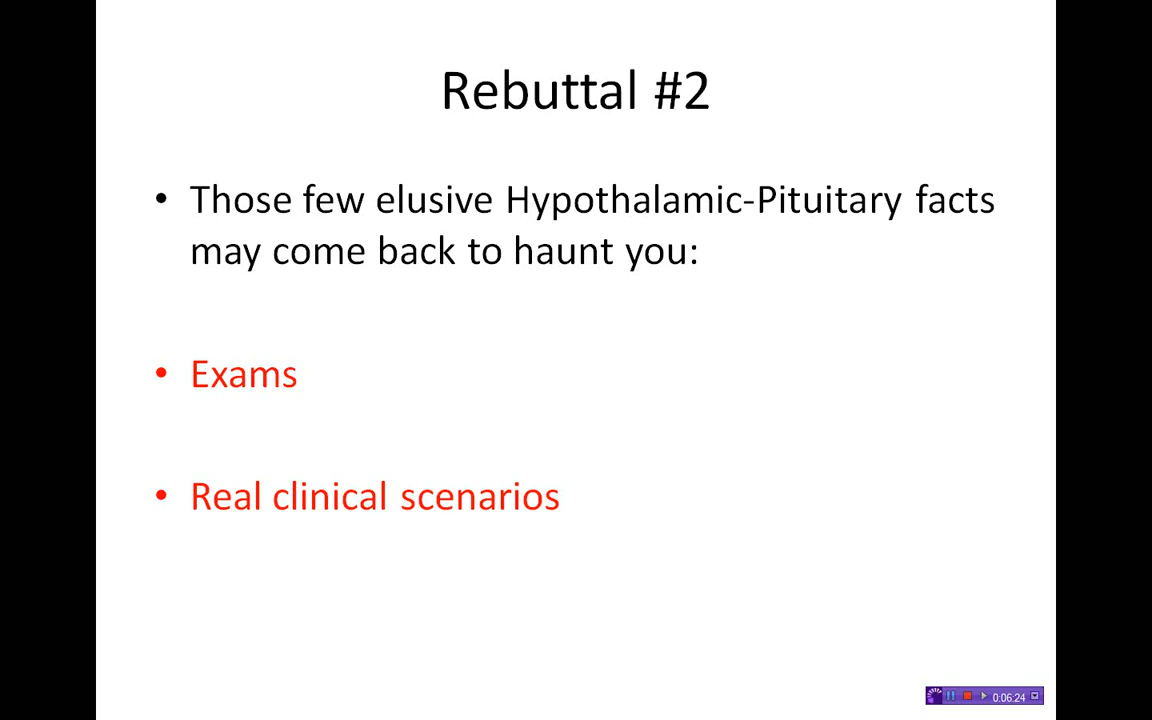 Rebuttal #2
• Those few elusive Hypothalamic-Pituitary facts
may come back to haunt you:
• Exams
• Real clinical scenarios
0:06:24